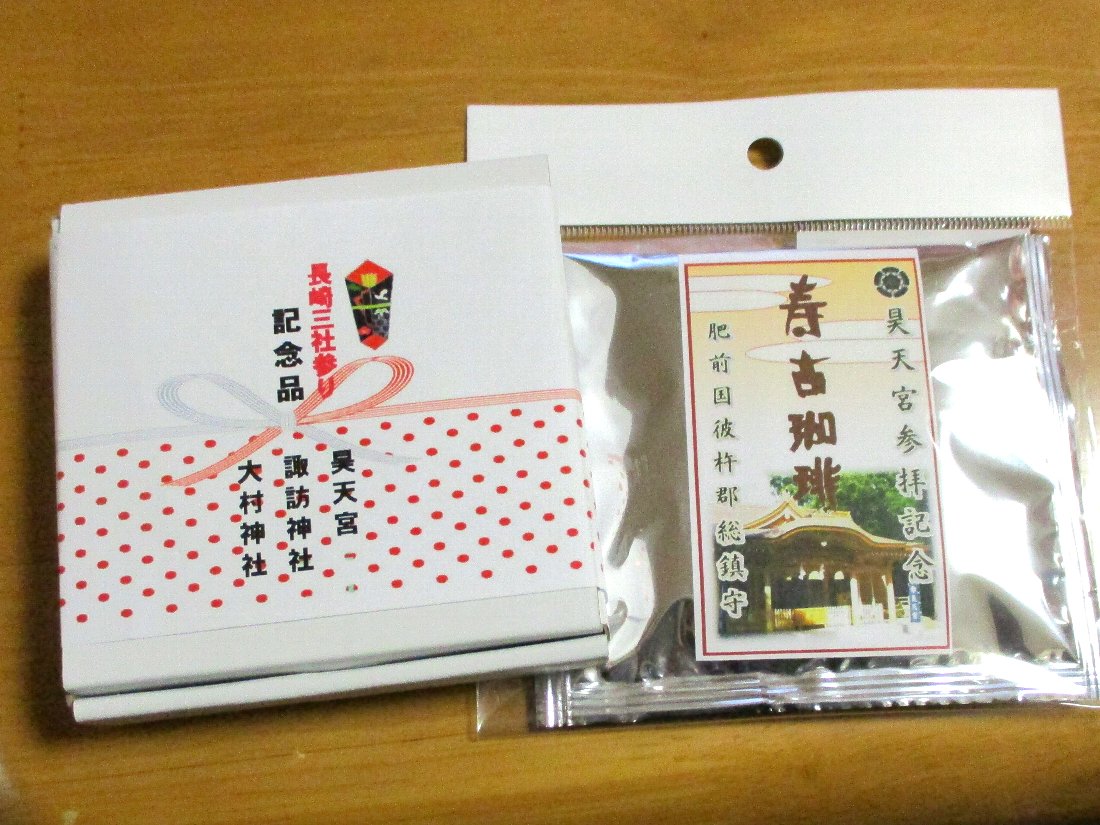 長崎三社参り
記念品
昊天宮
諏訪神社
大村神社
昊天宮参拝記念
寿古珈琲
肥前国彼杵郡総鎮守